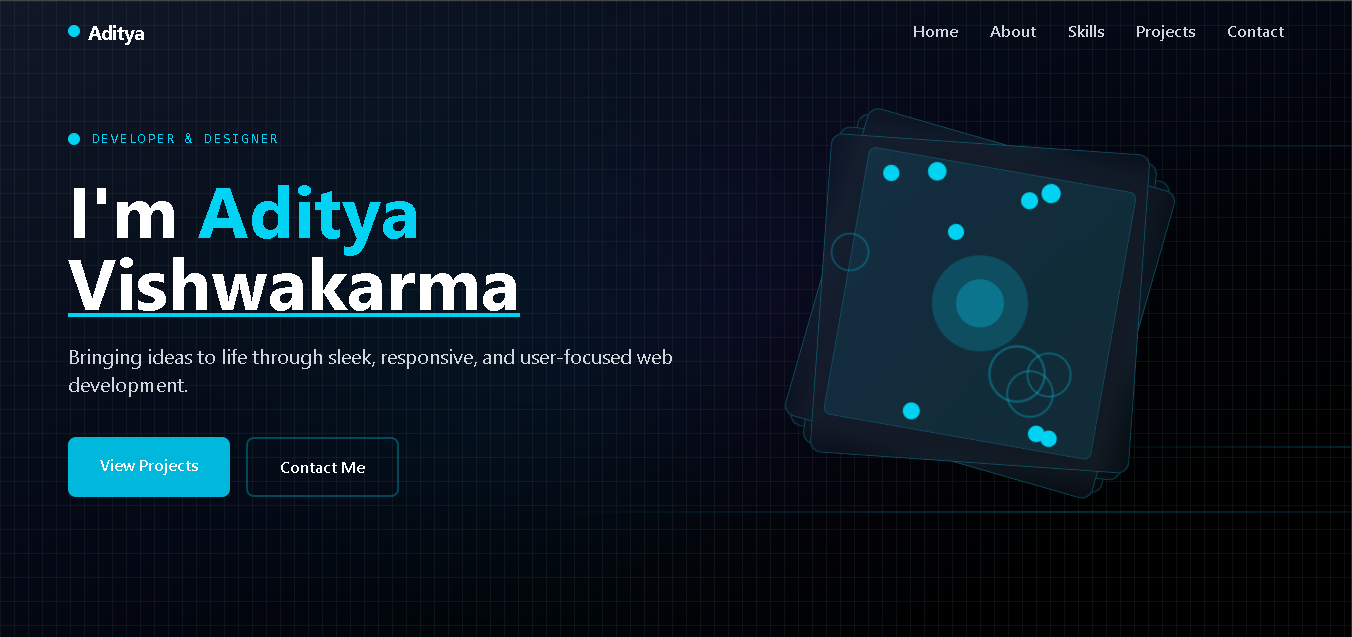 Aditya
Home About Skills Projects Contact
DEVELOPER & DESIGNER
I'm Aditya
Vishwakarma
Bringing ideas to life through sleek, responsive, and user-focused web
development.
View Projects
Contact Me